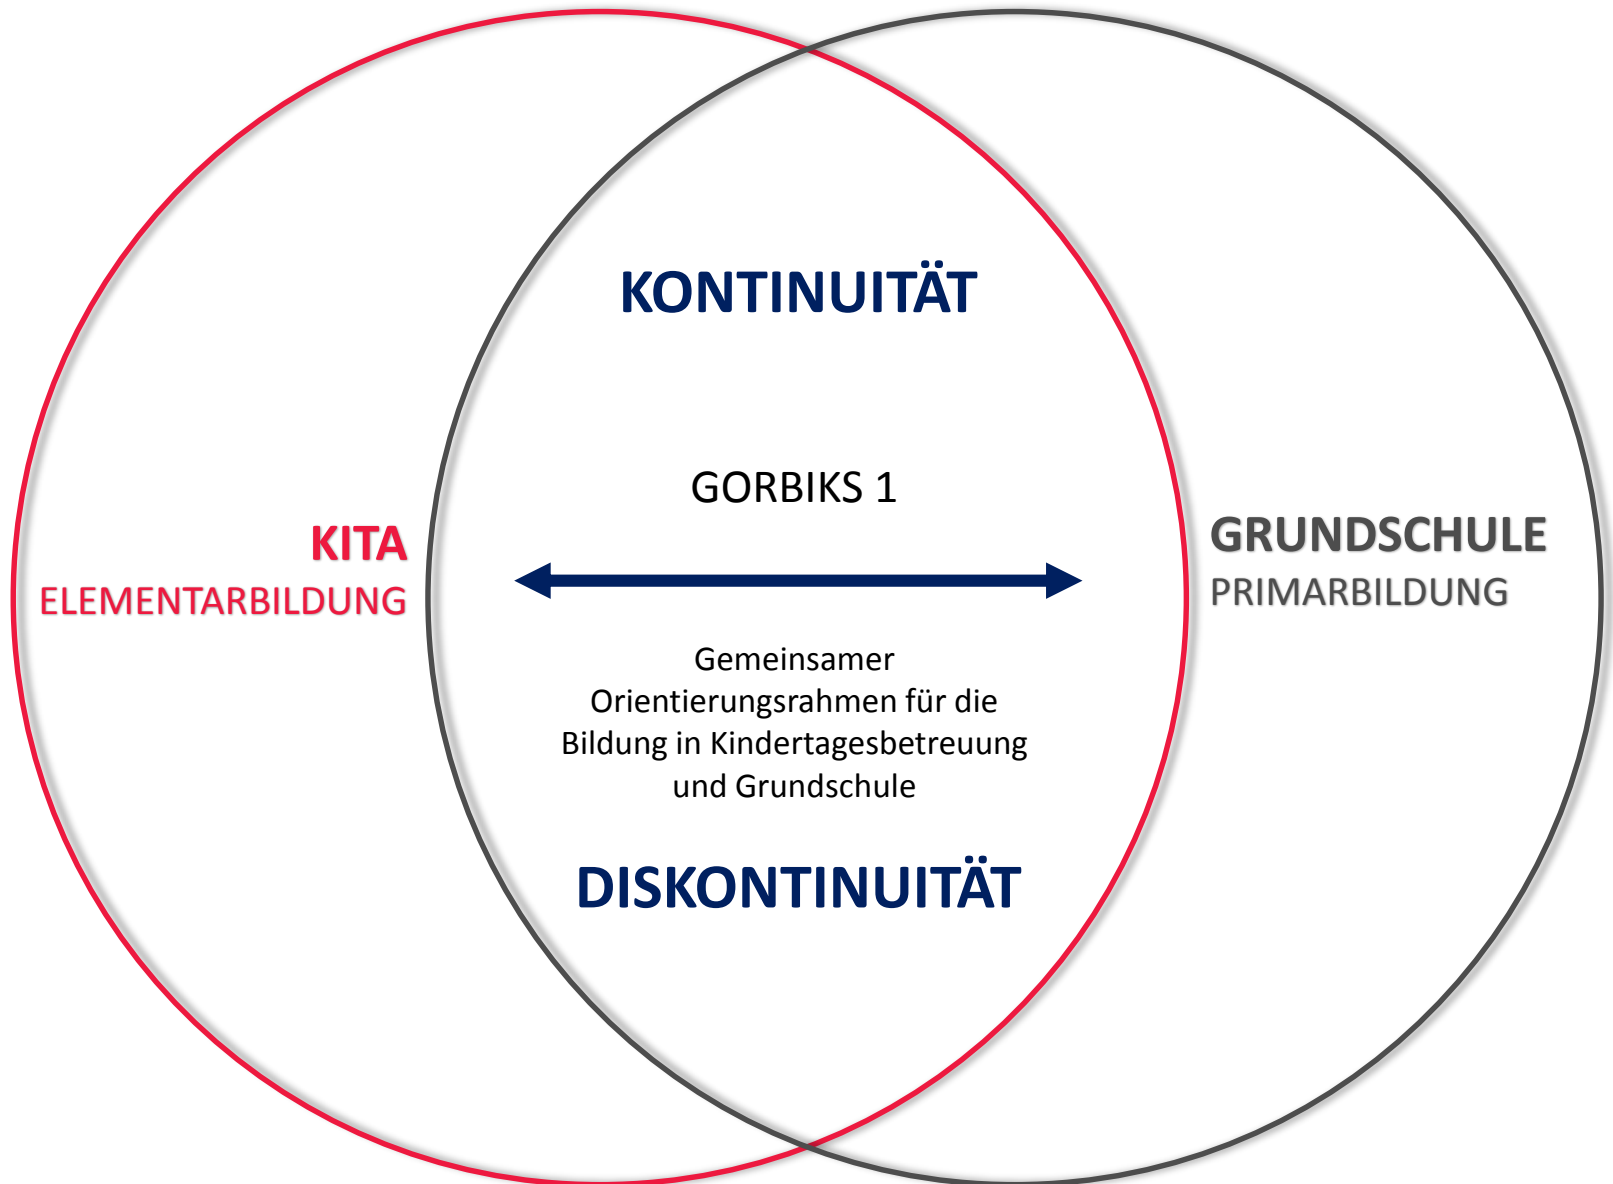 KONTINUITÄT
GORBIKS 1
KITA
ELEMENTARBILDUNG
GRUNDSCHULE
PRIMARBILDUNG
Gemeinsamer
Orientierungsrahmen für die
Bildung in Kindertagesbetreuung
und Grundschule
DISKONTINUITÄT